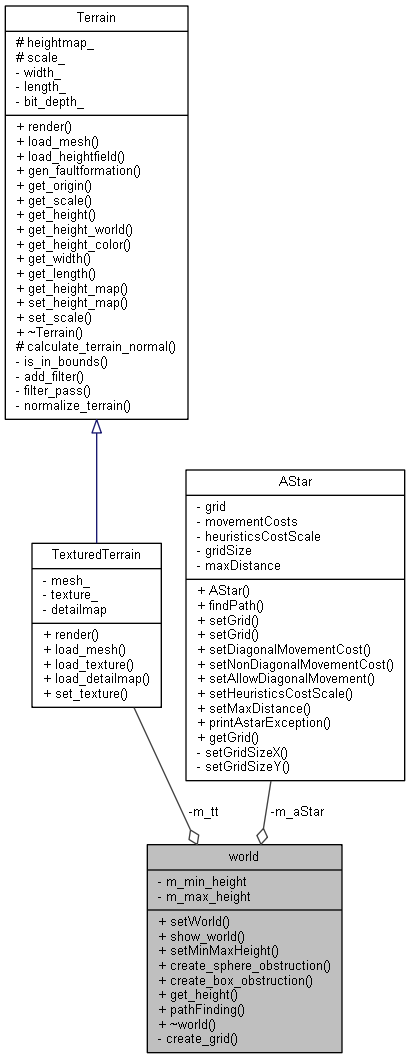 Terrain
# heightmap_
# scale_
- width_
- length_
- bit_depth_
+ render()
+ load_mesh()
+ load_heightfield()
+ gen_faultformation()
+ get_origin()
+ get_scale()
+ get_height()
+ get_height_world()
+ get_height_color()
+ get_width()
+ get_length()
+ get_height_map()
+ set_height_map()
+ set_scale()
+ ~Terrain()
# calculate_terrain_normal()
- is_in_bounds()
- add_filter()
- filter_pass()
- normalize_terrain()
TexturedTerrain
- mesh_
- texture_
- detailmap
+ render()
+ load_mesh()
+ load_texture()
+ load_detailmap()
+ set_texture()
AStar
- grid
- movementCosts
- heuristicsCostScale
- gridSize
- maxDistance
+ AStar()
+ findPath()
+ setGrid()
+ setGrid()
+ setDiagonalMovementCost()
+ setNonDiagonalMovementCost()
+ setAllowDiagonalMovement()
+ setHeuristicsCostScale()
+ setMaxDistance()
+ printAstarException()
+ getGrid()
- setGridSizeX()
- setGridSizeY()
-m_tt
-m_aStar
world
- m_min_height
- m_max_height
+ setWorld()
+ show_world()
+ setMinMaxHeight()
+ create_sphere_obstruction()
+ create_box_obstruction()
+ get_height()
+ pathFinding()
+ ~world()
- create_grid()